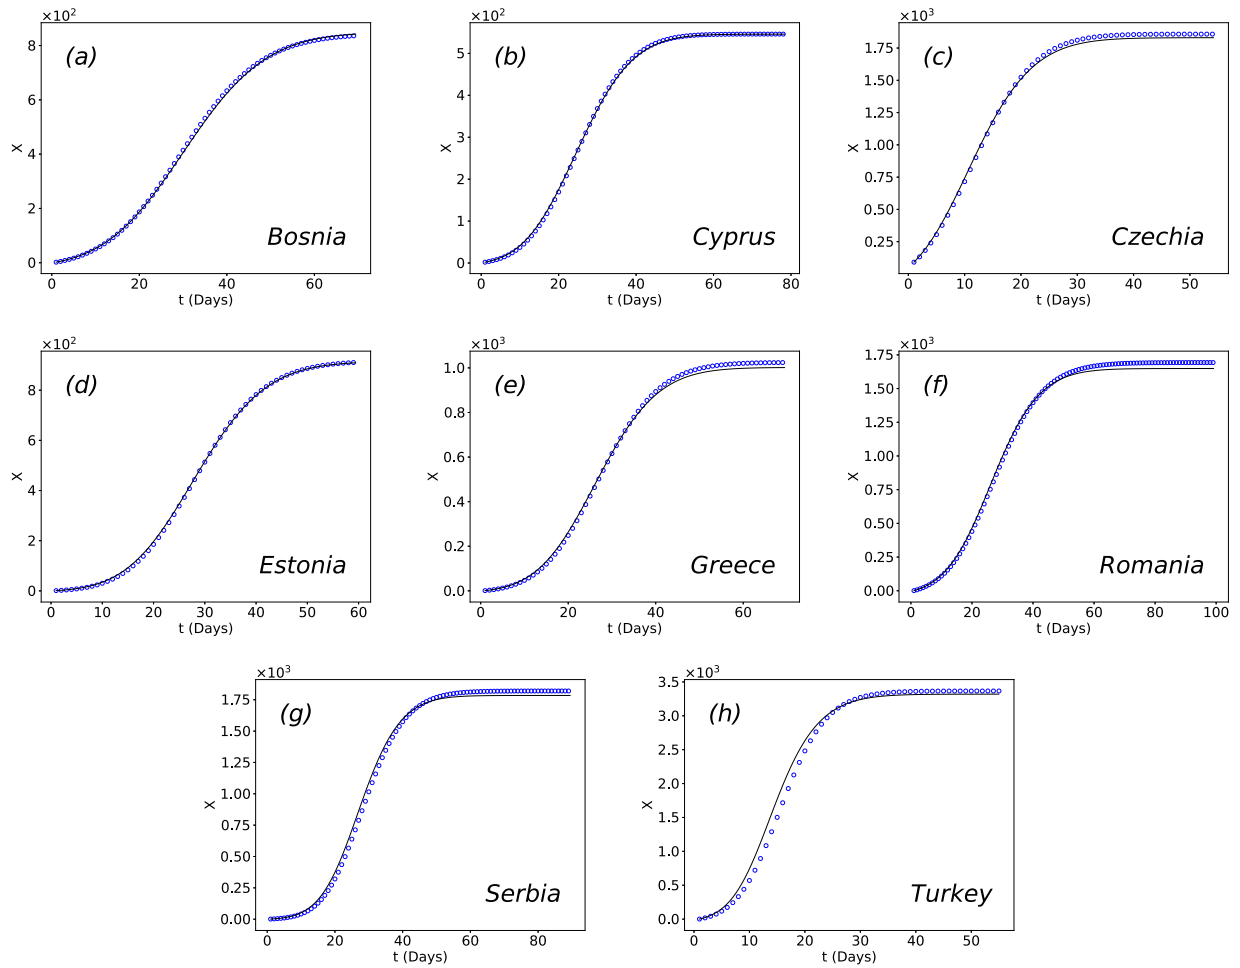 ×10²
(a)
8
6
4
2
0
X
Bosnia
0 20 40 60
t (Days)
×10²
(b)
5
4
3
2
1
0
X
Cyprus
0 20 40 60 80
t (Days)
×10³
(c)
1.75
1.50
1.25
1.00
0.75
0.50
0.25
X
Czechia
0 10 20 30 40 50
t (Days)
×10²
(d)
8
6
4
2
0
X
Estonia
0 10 20 30 40 50 60
t (Days)
×10³
(e)
1.0
0.8
0.6
0.4
0.2
0.0
X
Greece
0 20 40 60
t (Days)
×10³
(f)
1.75
1.50
1.25
1.00
0.75
0.50
0.25
0.00
X
Romania
0 20 40 60 80 100
t (Days)
×10³
(g)
1.75
1.50
1.25
1.00
0.75
0.50
0.25
0.00
X
Serbia
0 20 40 60 80
t (Days)
×10³
(h)
3.5
3.0
2.5
2.0
1.5
1.0
0.5
0.0
X
Turkey
0 10 20 30 40 50
t (Days)